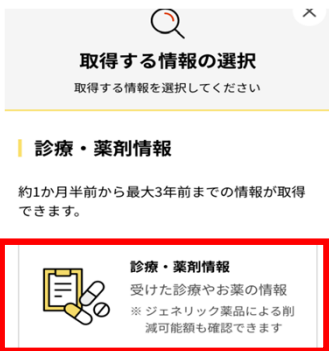 取得する情報の選択
取得する情報を選択してください
診療・薬剤情報
約1か月半前から最大3年前までの情報が取得
できます。
診療・薬剤情報
受けた診療やお薬の情報
※ ジェネリック薬品による削
減可能額も確認できます